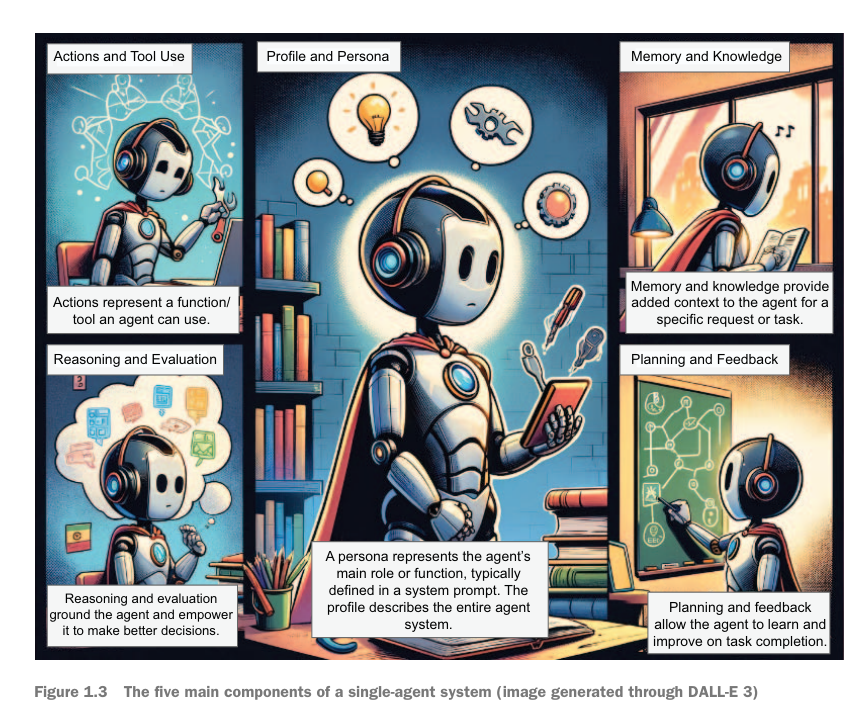 Actions and Tool Use
Actions represent a function/
tool an agent can use.
Profile and Persona
A persona represents the agent's
main role or function, typically
defined in a system prompt. The
profile describes the entire agent
system.
Memory and Knowledge
Memory and knowledge provide
added context to the agent for a
specific request or task.
Reasoning and Evaluation
Reasoning and evaluation
ground the agent and empower
it to make better decisions.
Planning and Feedback
Planning and feedback
allow the agent to learn and
improve on task completion.
Figure 1.3 The five main components of a single-agent system (image generated through DALL-E 3)